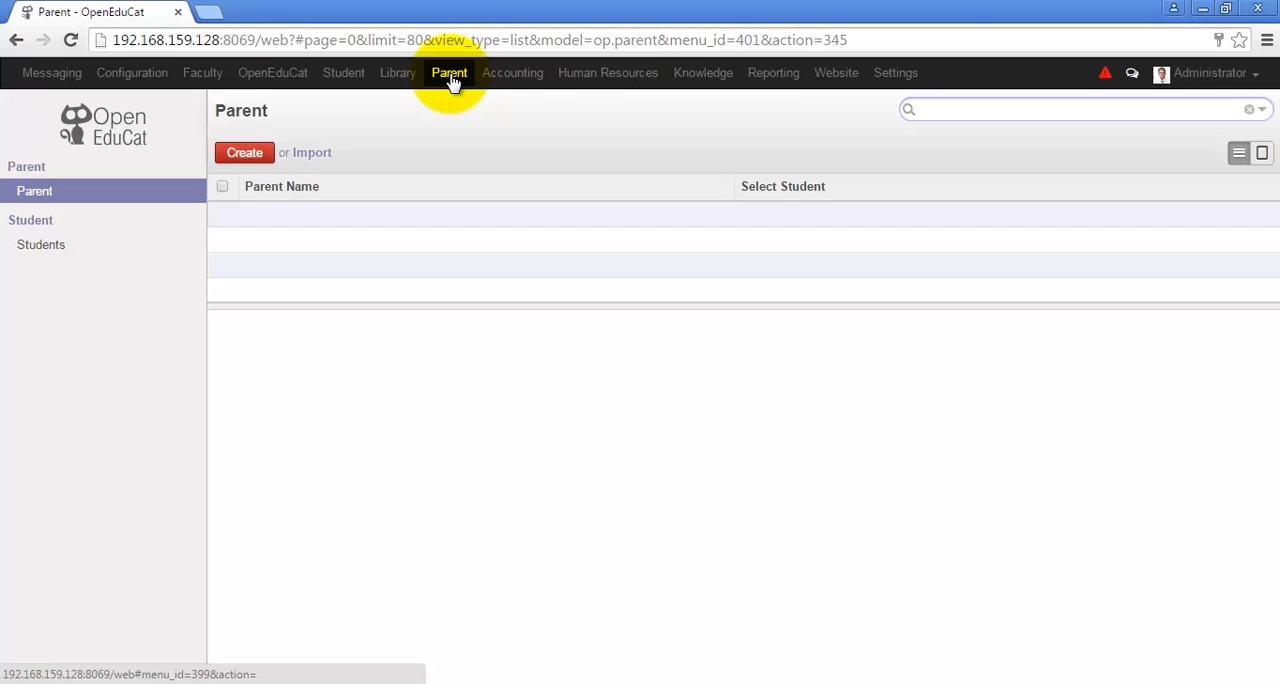 Parent - OpenEduCat
192.168.159.128:8069/web?#page=0&limit=80&view_type=list&model=op.parent&menu_id=401&action=345
Messaging Configuration Faculty OpenEduCat Student Library Parent Accounting Human Resources Knowledge Reporting Website Settings Administrator
Open
EduCat
Parent
Parent
Student
Students
Parent
Create or Import
Parent Name Select Student
192.168.159.128:8069/web#menu_id=399&action=